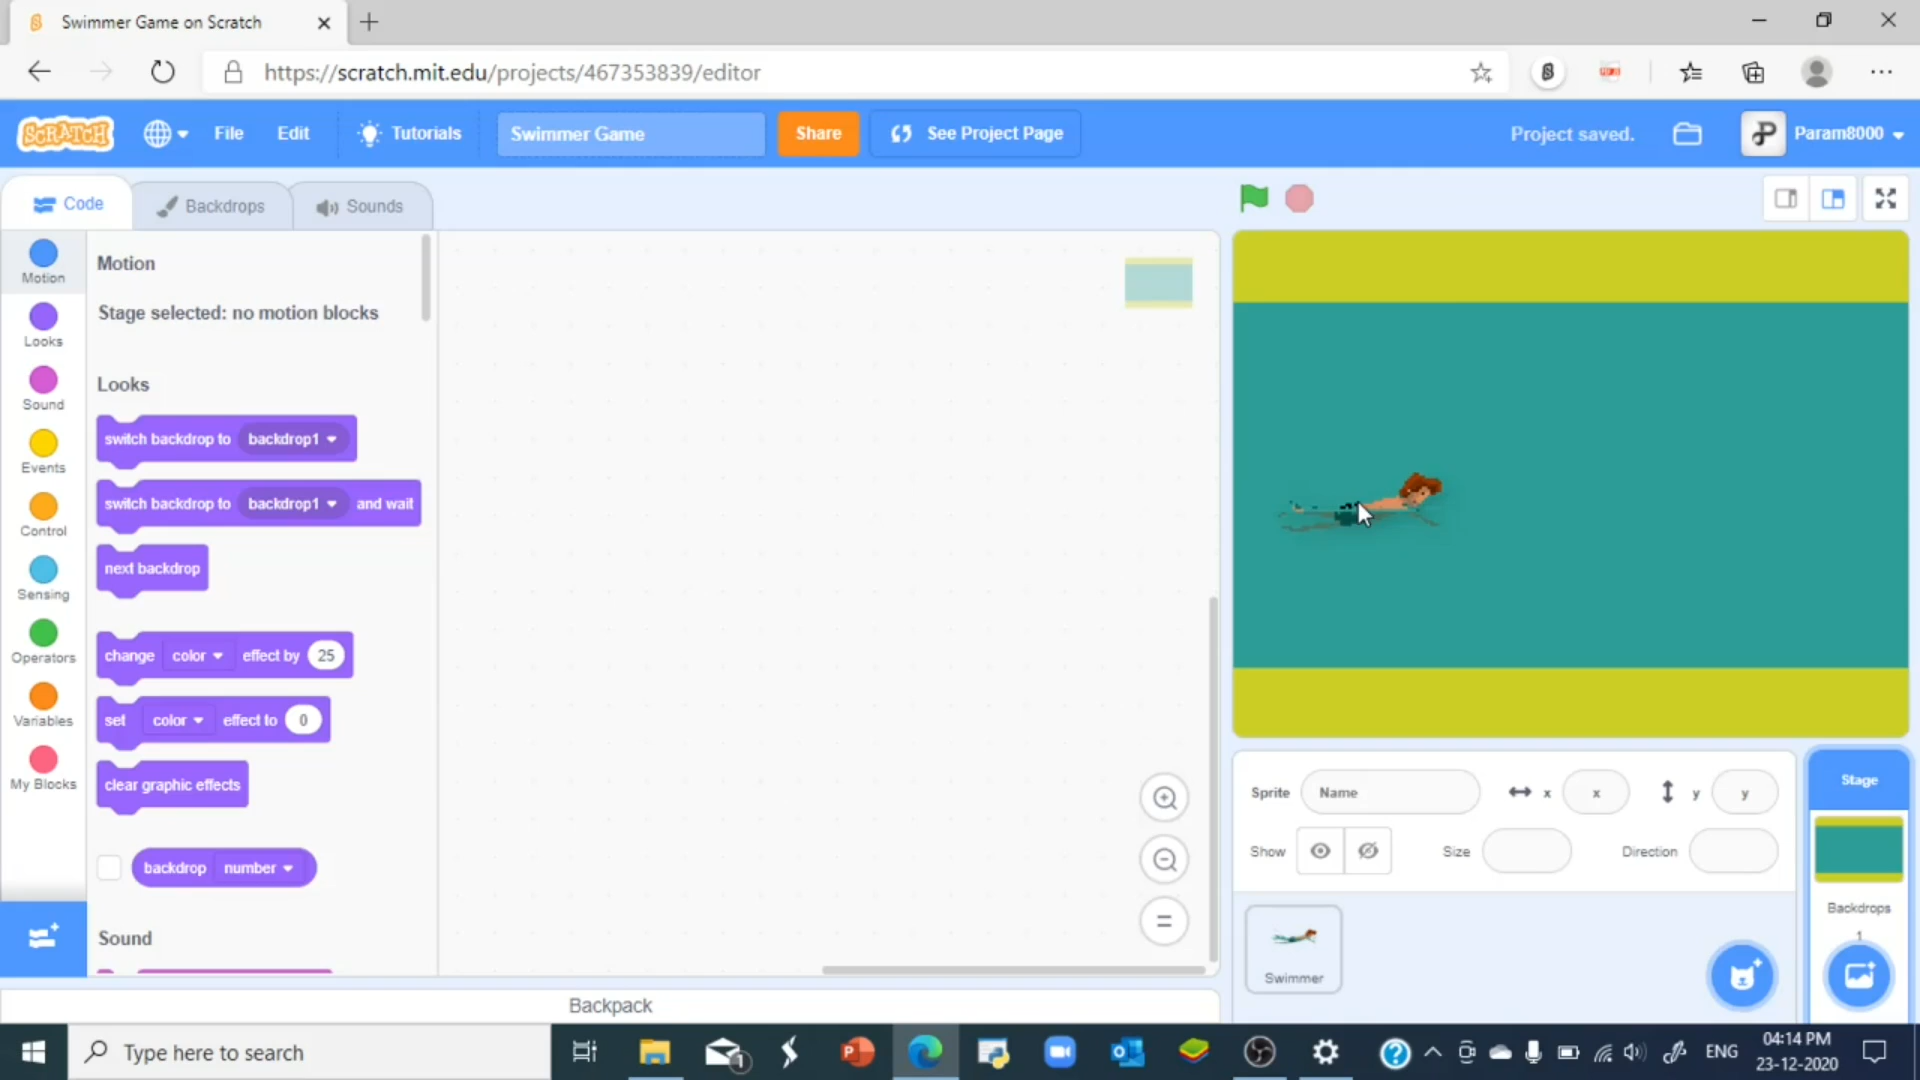 Swimmer Game on Scratch
https://scratch.mit.edu/projects/467353839/editor
SCRATCH
File
Edit
Tutorials
Swimmer Game
Share
See Project Page
Project saved.
Param8000
Code
Backdrops
Sounds
Motion
Looks
Sound
Events
Control
Sensing
Operators
Variables
My Blocks
Motion
Stage selected: no motion blocks
Looks
switch backdrop to backdrop1
switch backdrop to backdrop1 and wait
next backdrop
change color effect by 25
set color effect to 0
clear graphic effects
backdrop number
Sound
Backpack
Sprite Name x x y y
Show Size Direction
Swimmer
Stage
Backdrops
1
Type here to search
1
ENG
04:14 PM
23-12-2020